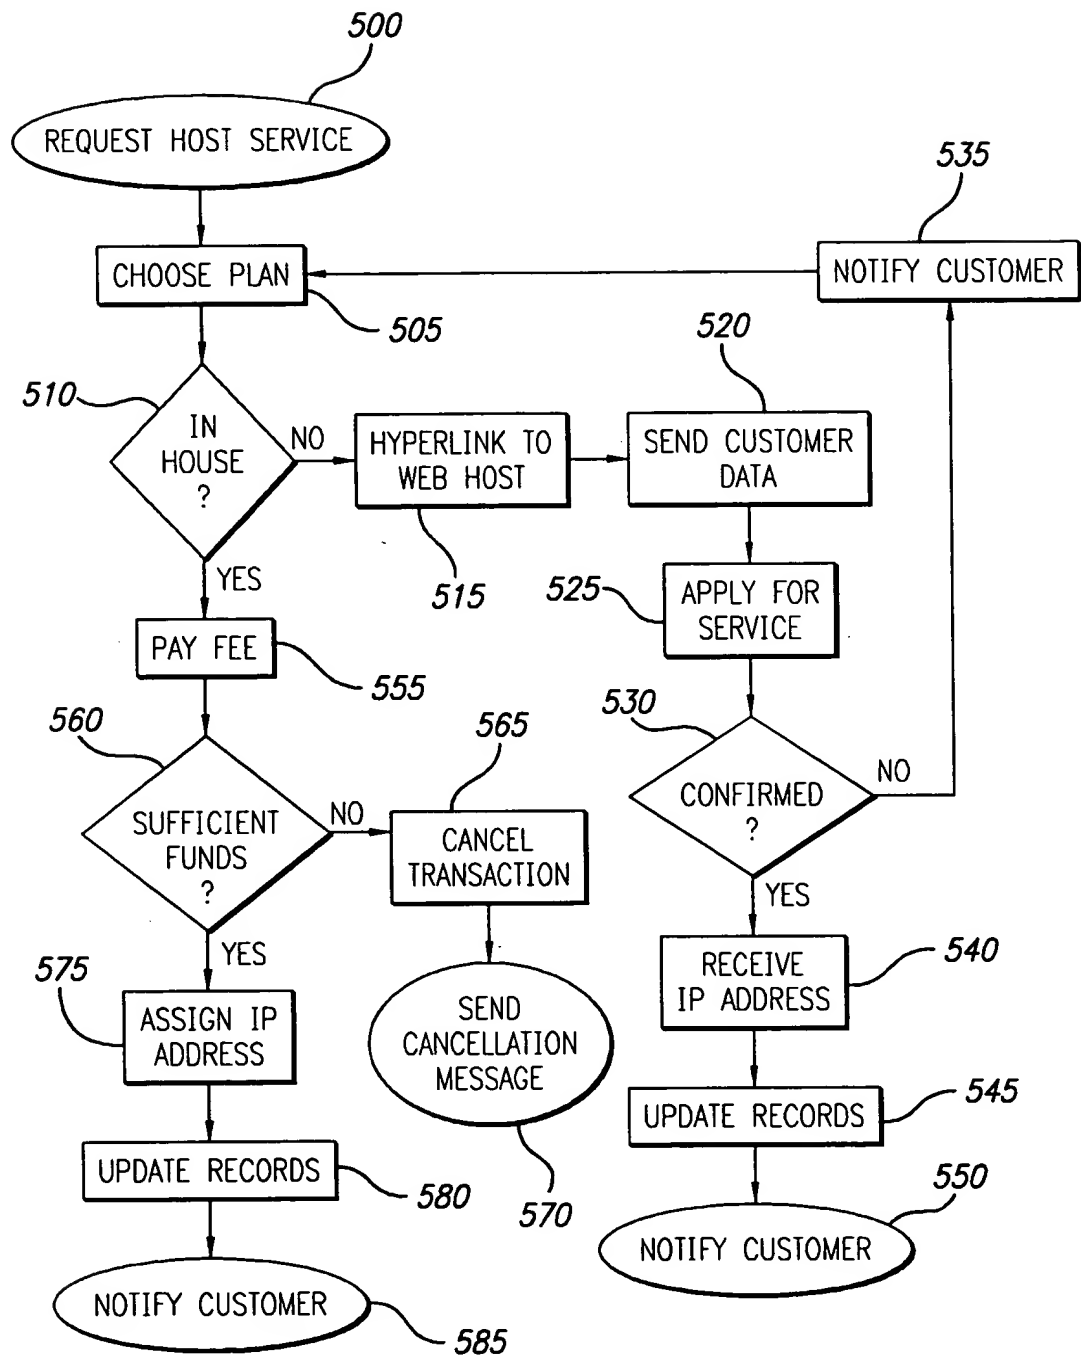 500
REQUEST HOST SERVICE
535
CHOOSE PLAN
NOTIFY CUSTOMER
505
520
510
IN
HOUSE
?
NO
HYPERLINK TO
WEB HOST
SEND CUSTOMER
DATA
YES
515
525
APPLY FOR
SERVICE
PAY FEE
555
560
565
530
SUFFICIENT
FUNDS
?
NO
CANCEL
TRANSACTION
CONFIRMED
?
NO
YES
YES
575
ASSIGN IP
ADDRESS
SEND
CANCELLATION
MESSAGE
RECEIVE
IP ADDRESS
540
UPDATE RECORDS
545
UPDATE RECORDS
580
570
550
NOTIFY CUSTOMER
NOTIFY CUSTOMER
585